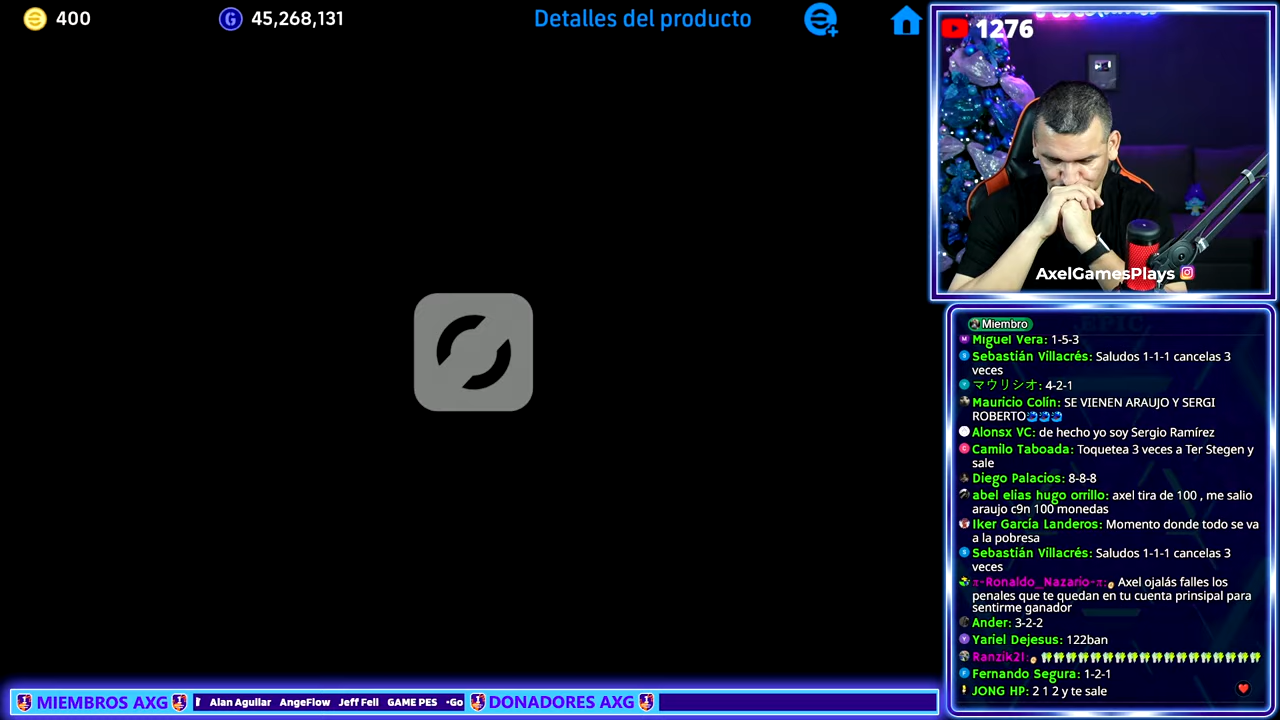 400
45,268,131
Detalles del producto
1276
AxelGamesPlays
Miembro
Miguel Vera: 1-5-3
Sebastián Villacrés: Saludos 1-1-1 cancelas 3
veces
マウリシオ: 4-2-1
Mauricio Colín: SE VIENEN ARAUJO Y SERGI
ROBERTO
Alonsx VC: de hecho yo soy Sergio Ramírez
Camilo Taboada: Toquetea 3 veces a Ter Stegen y
sale
Diego Palacios: 8-8-8
abel elias hugo orrillo: axel tira de 100 , me salio
araujo c9n 100 monedas
Iker García Landeros: Momento donde todo se va
a la pobresa
Sebastián Villacrés: Saludos 1-1-1 cancelas 3
veces
π-Ronaldo_Nazario-π: Axel ojalás falles los
penales que te quedan en tu cuenta prinsipal para
sentirme ganador
Ander: 3-2-2
Yariel Dejesus: 122ban
Ranzik21:
Fernando Segura: 1-2-1
JONG HP: 2 1 2 y te sale
MIEMBROS AXG
Alan Aguilar AngeFlow Jeff Fell GAME PES •Go
DONADORES AXG